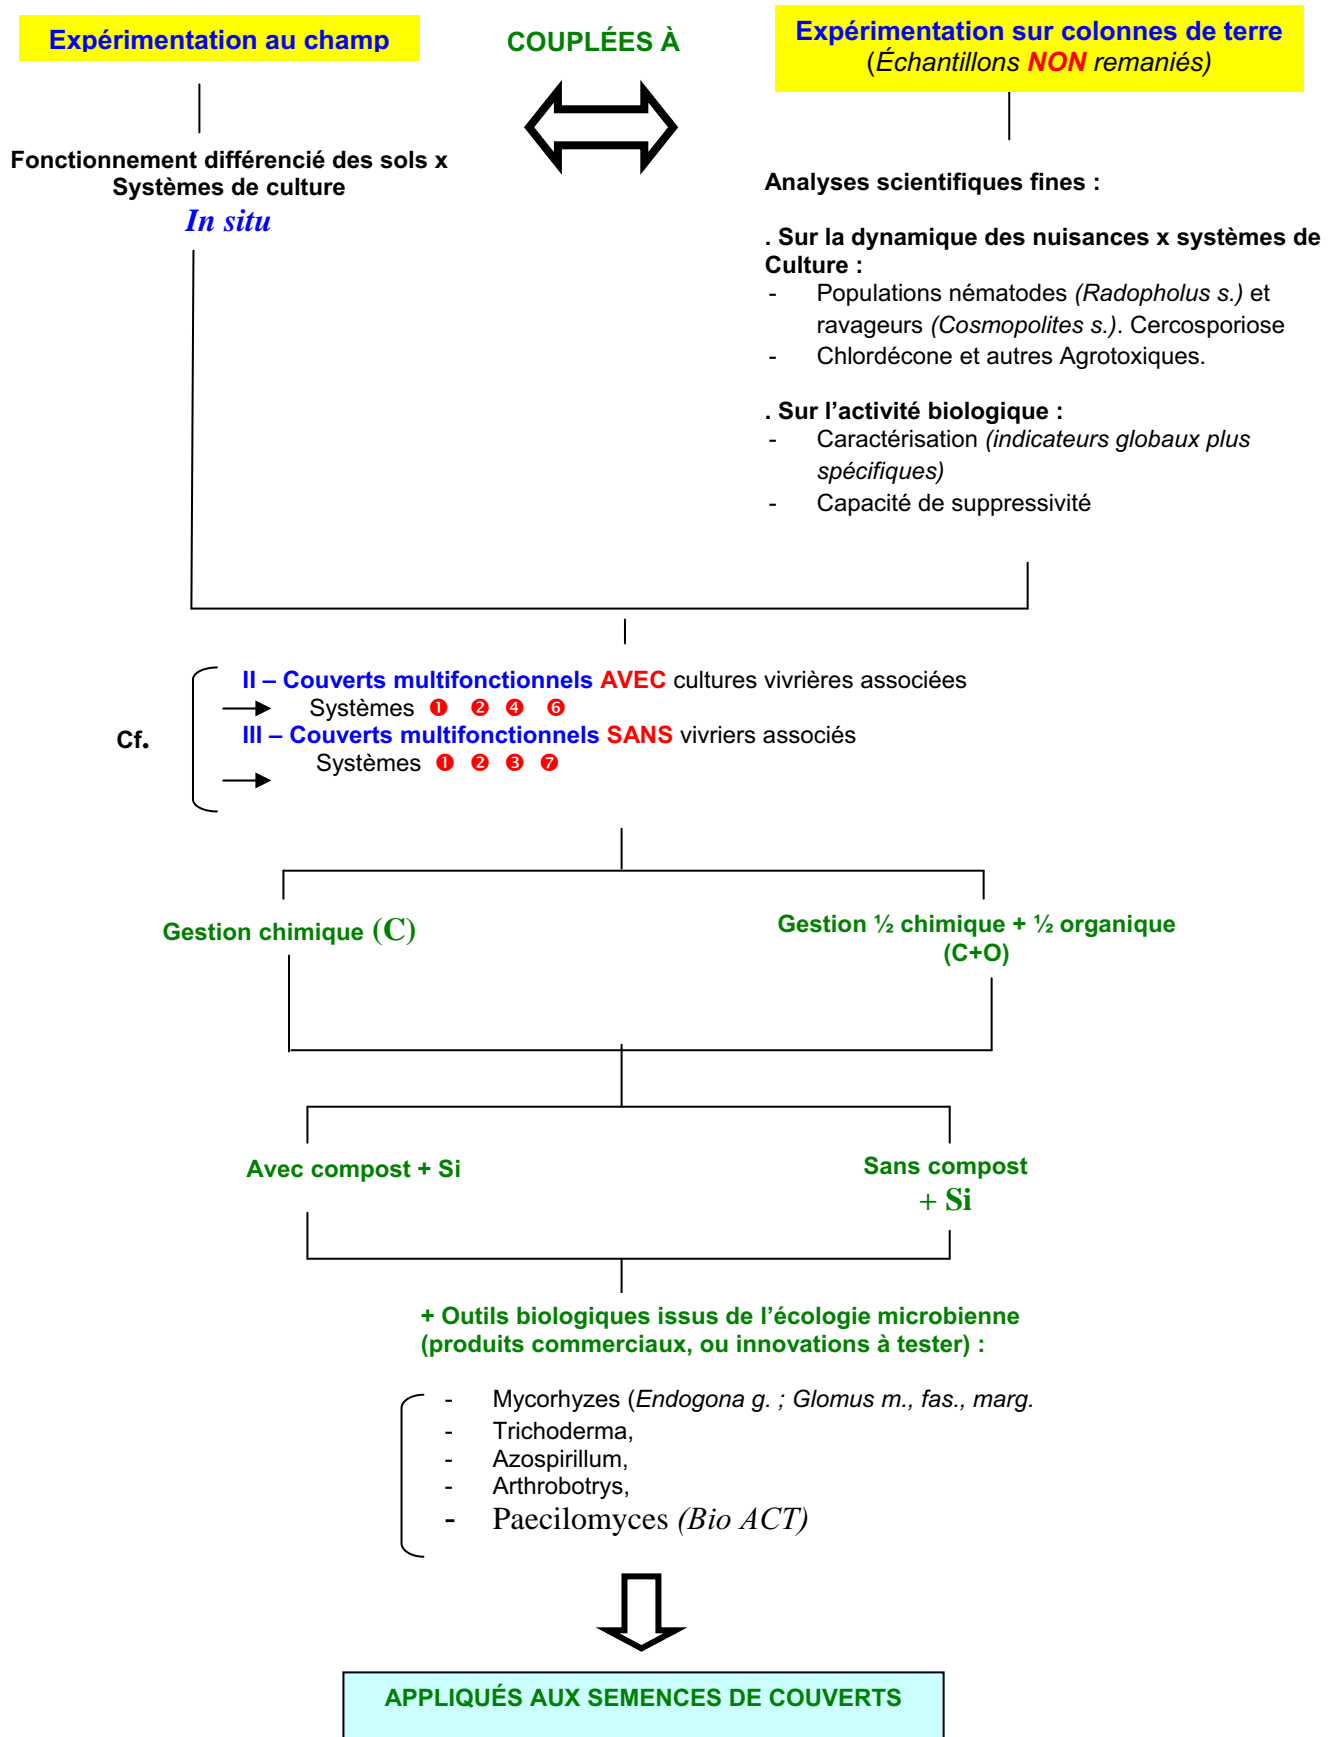 Expérimentation au champ
COUPLÉES À
Expérimentation sur colonnes de terre
(Échantillons NON remaniés)
Fonctionnement différencié des sols x
Systèmes de culture
In situ
Analyses scientifiques fines :
. Sur la dynamique des nuisances x systèmes de
Culture :
- Populations nématodes (Radopholus s.) et
ravageurs (Cosmopolites s.). Cercosporiose
- Chlordécone et autres Agrotoxiques.
. Sur l’activité biologique :
- Caractérisation (indicateurs globaux plus
spécifiques)
- Capacité de suppressivité
Cf.
II – Couverts multifonctionnels AVEC cultures vivrières associées
Systèmes ❶ ❷ ❹ ❻
III – Couverts multifonctionnels SANS vivriers associés
Systèmes ❶ ❷ ❸ ❼
Gestion chimique (C)
Gestion ½ chimique + ½ organique
(C+O)
Avec compost + Si
Sans compost
+ Si
+ Outils biologiques issus de l’écologie microbienne
(produits commerciaux, ou innovations à tester) :
- Mycorhyzes (Endogona g. ; Glomus m., fas., marg.
- Trichoderma,
- Azospirillum,
- Arthrobotrys,
- Paecilomyces (Bio ACT)
APPLIQUÉS AUX SEMENCES DE COUVERTS